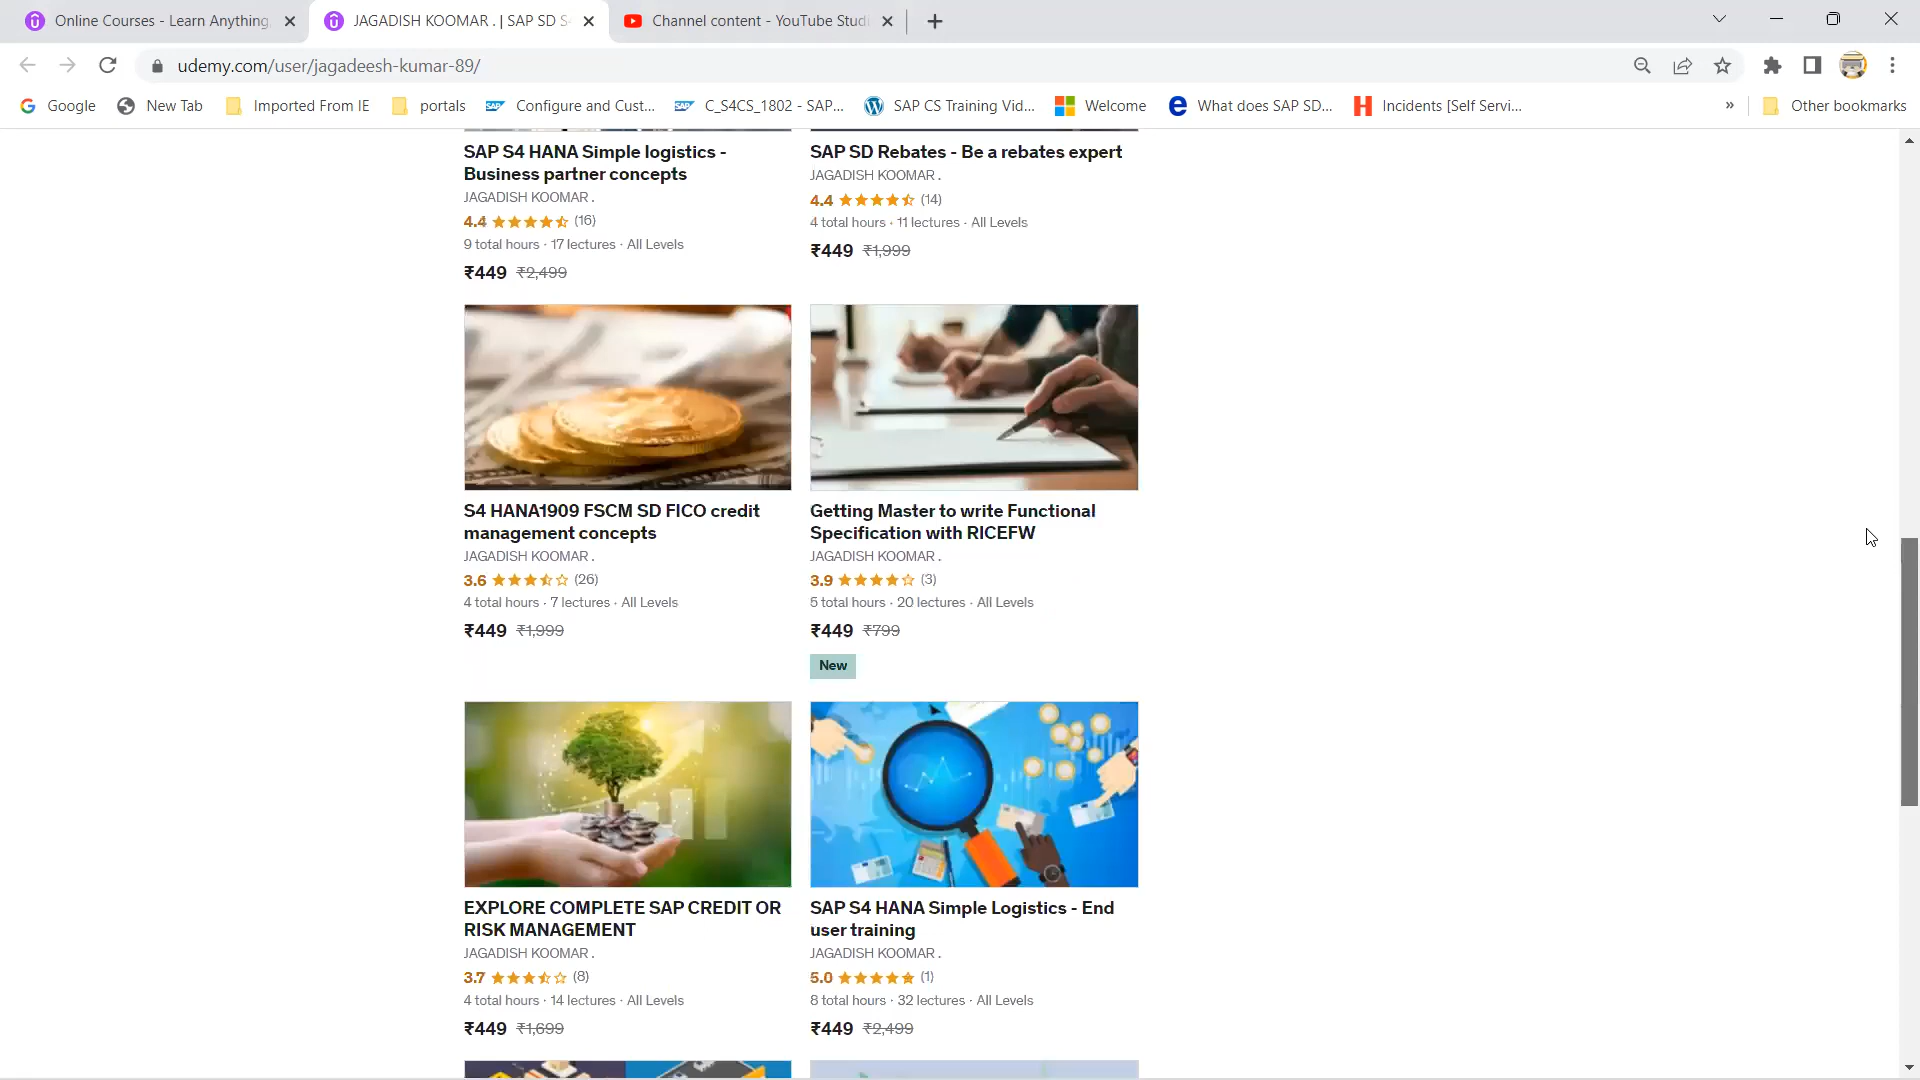 Online Courses - Learn Anything,
JAGADISH KOOMAR . | SAP SD S
Channel content - YouTube Studi
udemy.com/user/jagadeesh-kumar-89/
Google
New Tab
Imported From IE
portals
Configure and Cust...
C_S4CS_1802 - SAP...
SAP CS Training Vid...
Welcome
What does SAP SD...
Incidents [Self Servi...
»
Other bookmarks
SAP S4 HANA Simple logistics -
Business partner concepts
JAGADISH KOOMAR .
4.4 (16)
9 total hours · 17 lectures · All Levels
₹449 ₹2,499
SAP SD Rebates - Be a rebates expert
JAGADISH KOOMAR .
4.4 (14)
4 total hours · 11 lectures · All Levels
₹449 ₹1,999
S4 HANA1909 FSCM SD FICO credit
management concepts
JAGADISH KOOMAR .
3.6 (26)
4 total hours · 7 lectures · All Levels
₹449 ₹1,999
Getting Master to write Functional
Specification with RICEFW
JAGADISH KOOMAR .
3.9 (3)
5 total hours · 20 lectures · All Levels
₹449 ₹799
New
EXPLORE COMPLETE SAP CREDIT OR
RISK MANAGEMENT
JAGADISH KOOMAR .
3.7 (8)
4 total hours · 14 lectures · All Levels
₹449 ₹1,699
SAP S4 HANA Simple Logistics - End
user training
JAGADISH KOOMAR .
5.0 (1)
8 total hours · 32 lectures · All Levels
₹449 ₹2,499